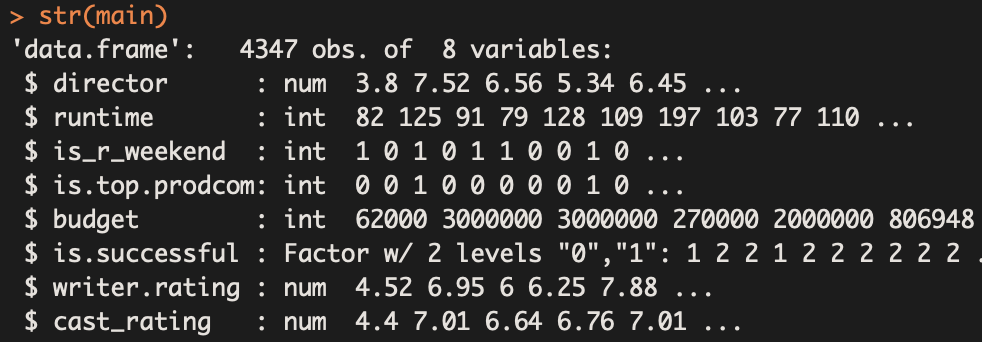 > str(main)
'data.frame':   4347 obs. of  8 variables:
 $ director     : num  3.8 7.52 6.56 5.34 6.45 ...
 $ runtime      : int  82 125 91 79 128 109 197 103 77 110 ...
 $ is_r_weekend : int  1 0 1 0 1 1 0 0 1 0 ...
 $ is.top.prodcom: int  0 0 1 0 0 0 0 0 1 0 ...
 $ budget       : int  62000 3000000 3000000 270000 2000000 806948
 $ is.successful : Factor w/ 2 levels "0","1": 1 2 2 1 2 2 2 2 2 2 .
 $ writer.rating : num  4.52 6.95 6 6.25 7.88 ...
 $ cast_rating  : num  4.4 7.01 6.64 6.76 7.01 ...